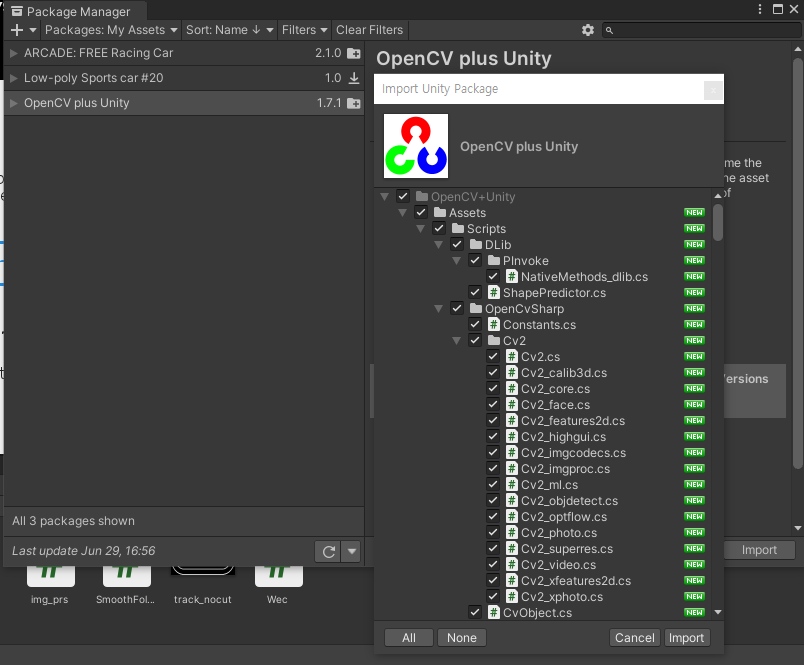 Package Manager
Packages: My Assets
Sort: Name ↓
Filters
Clear Filters
ARCADE: FREE Racing Car
2.1.0
Low-poly Sports car #20
1.0
OpenCV plus Unity
1.7.1
All 3 packages shown
Last update Jun 29, 16:56
OpenCV plus Unity
me the
ne asset
of
ersions
Import
Import Unity Package
OpenCV plus Unity
OpenCV+Unity
Assets NEW
Scripts NEW
DLib NEW
PInvoke NEW
NativeMethods_dlib.cs NEW
ShapePredictor.cs NEW
OpenCvSharp NEW
Constants.cs NEW
Cv2 NEW
Cv2.cs NEW
Cv2_calib3d.cs NEW
Cv2_core.cs NEW
Cv2_face.cs NEW
Cv2_features2d.cs NEW
Cv2_highgui.cs NEW
Cv2_imgcodecs.cs NEW
Cv2_imgproc.cs NEW
Cv2_ml.cs NEW
Cv2_objdetect.cs NEW
Cv2_optflow.cs NEW
Cv2_photo.cs NEW
Cv2_superres.cs NEW
Cv2_video.cs NEW
Cv2_xfeatures2d.cs NEW
Cv2_xphoto.cs NEW
CvObject.cs NEW
All
None
Cancel
Import
img_prs
SmoothFol...
track_nocut
Wec